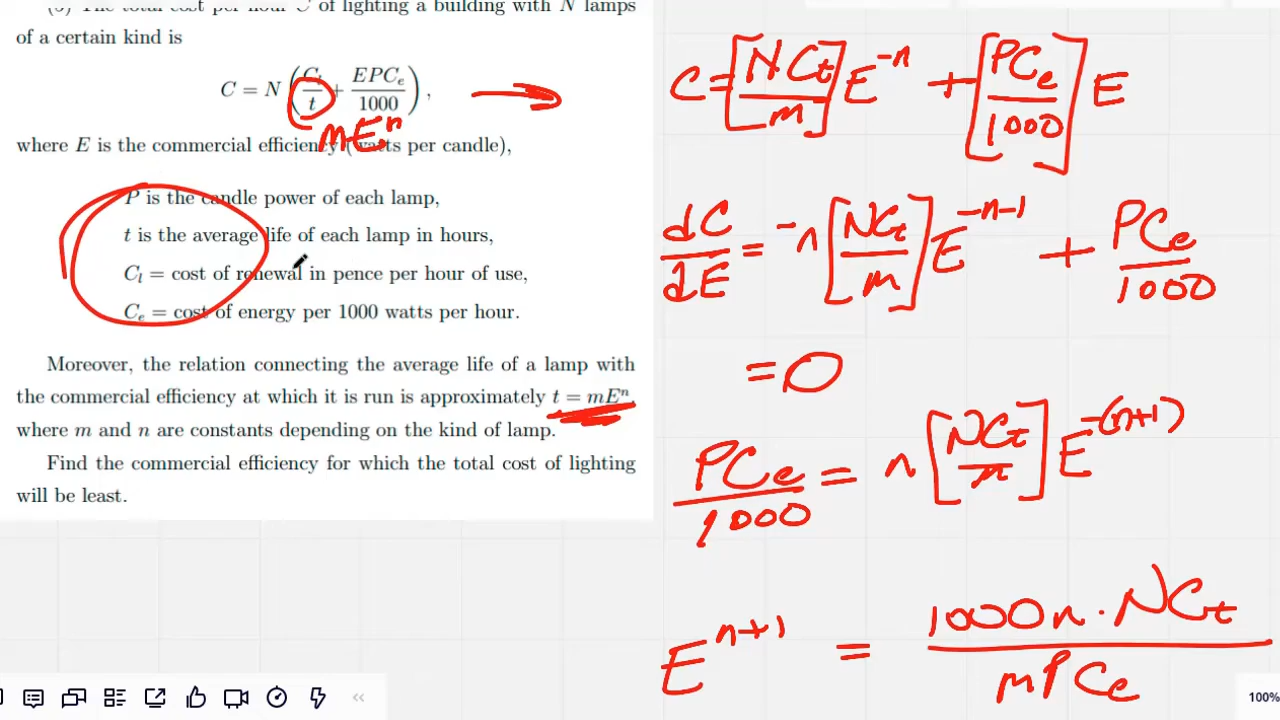 (5) The total cost per hour C of lighting a building with N lamps
of a certain kind is
C = N (C_l/t + EPC_e/1000),
mE^n
where E is the commercial efficiency (watts per candle),
P is the candle power of each lamp,
t is the average life of each lamp in hours,
C_l = cost of renewal in pence per hour of use,
C_e = cost of energy per 1000 watts per hour.
Moreover, the relation connecting the average life of a lamp with
the commercial efficiency at which it is run is approximately t = mE^n,
where m and n are constants depending on the kind of lamp.
Find the commercial efficiency for which the total cost of lighting
will be least.
C = [NC_t/m] E^-n + [PC_e/1000] E
dC/dE = -n [NC_t/m] E^-n-1 + PC_e/1000
= 0
PC_e/1000 = n [NC_t/m] E^-(n+1)
E^n+1 = 1000n · NC_t/mPC_e
100%